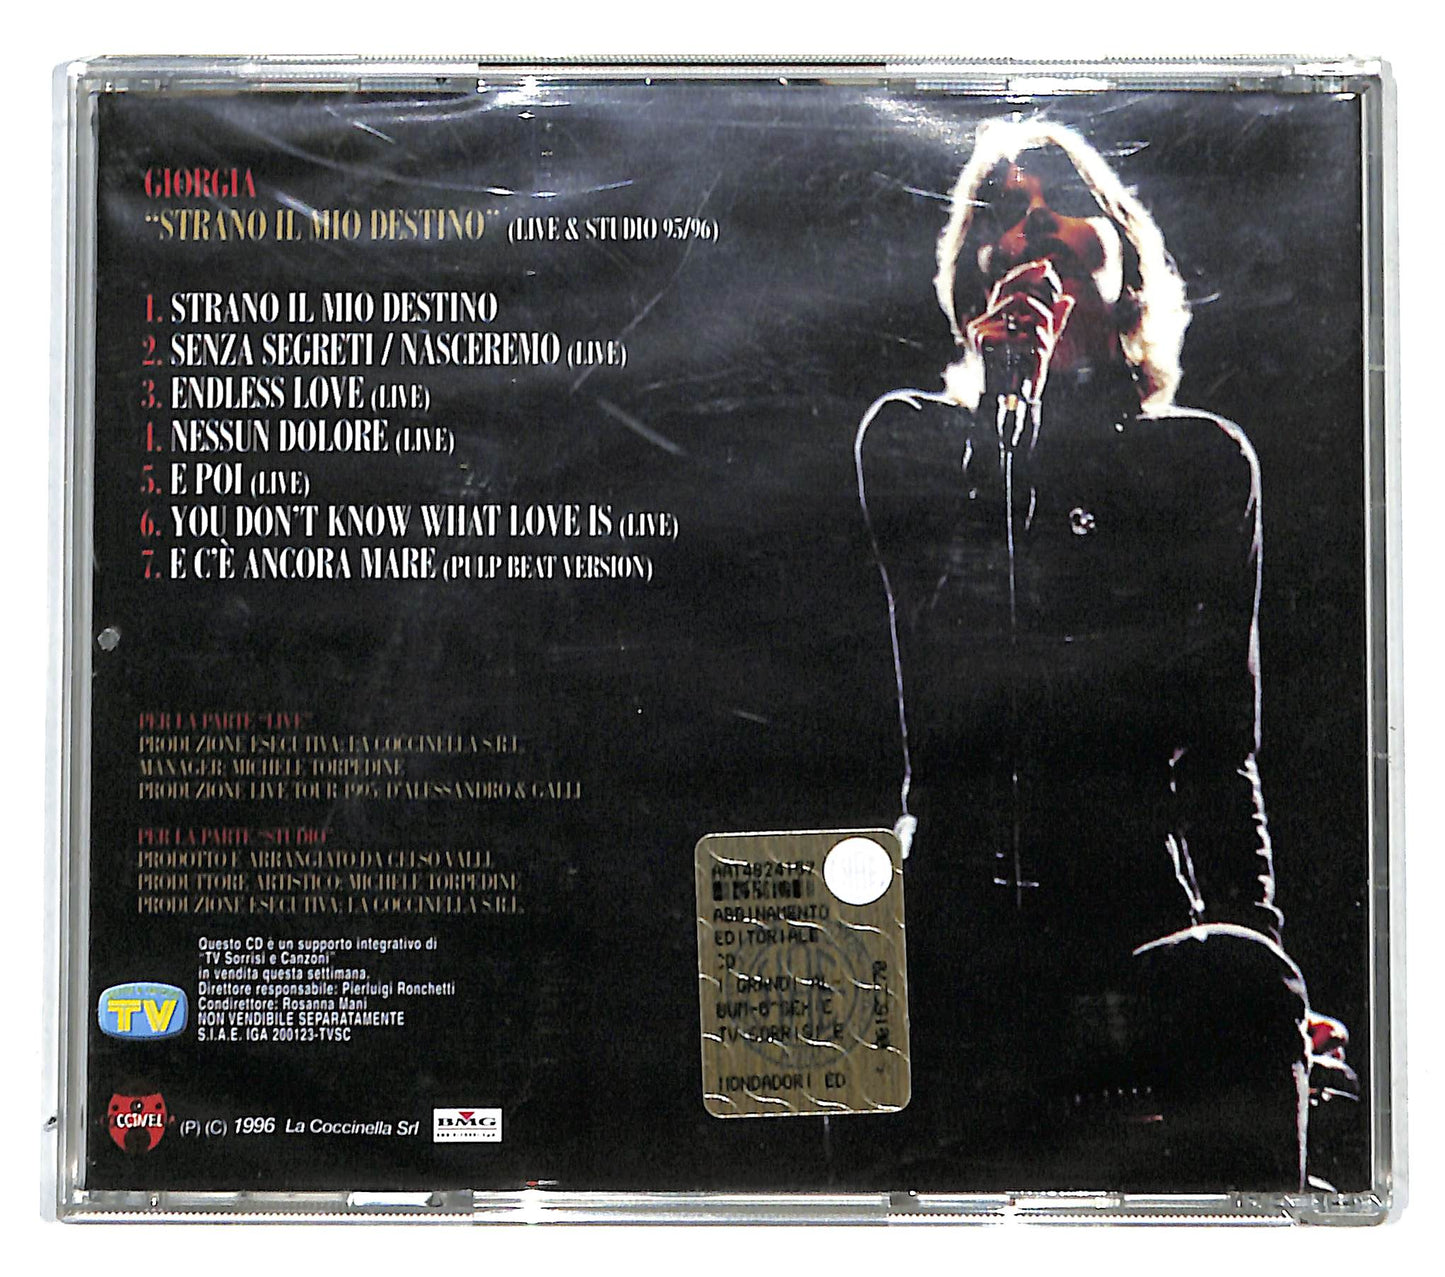 GIORGIA
"STRANO IL MIO DESTINO" (LIVE & STUDIO 95/96)
1. STRANO IL MIO DESTINO
2. SENZA SEGRETI / NASCEREMO (LIVE)
3. ENDLESS LOVE (LIVE)
4. NESSUN DOLORE (LIVE)
5. E POI (LIVE)
6. YOU DON'T KNOW WHAT LOVE IS (LIVE)
7. E C'È ANCORA MARE (PULP BEAT VERSION)
PER LA PARTE "LIVE"
PRODUZIONE ESECUTIVA: LA COCCINELLA S.R.L.
MANAGER: MICHELE TORPEDINE
PRODUZIONE LIVE TOUR 1995: D'ALESSANDRO & GALLI
PER LA PARTE "STUDIO"
PRODOTTO E ARRANGIATO DA CELSO VALLI
PRODUTTORE ARTISTICO: MICHELE TORPEDINE
PRODUZIONE ESECUTIVA: LA COCCINELLA S.R.L.
Questo CD è un supporto integrativo di
"TV Sorrisi e Canzoni"
in vendita questa settimana.
Direttore responsabile: Pierluigi Ronchetti
Condirettore: Rosanna Mani
NON VENDIBILE SEPARATAMENTE
S.I.A.E. IGA 200123-TVSC
TV
(P) (C) 1996 La Coccinella Srl
BMG
EDITORIALE
CD
I GRANDI AL
TV SORRISI E
MONDADORI ED